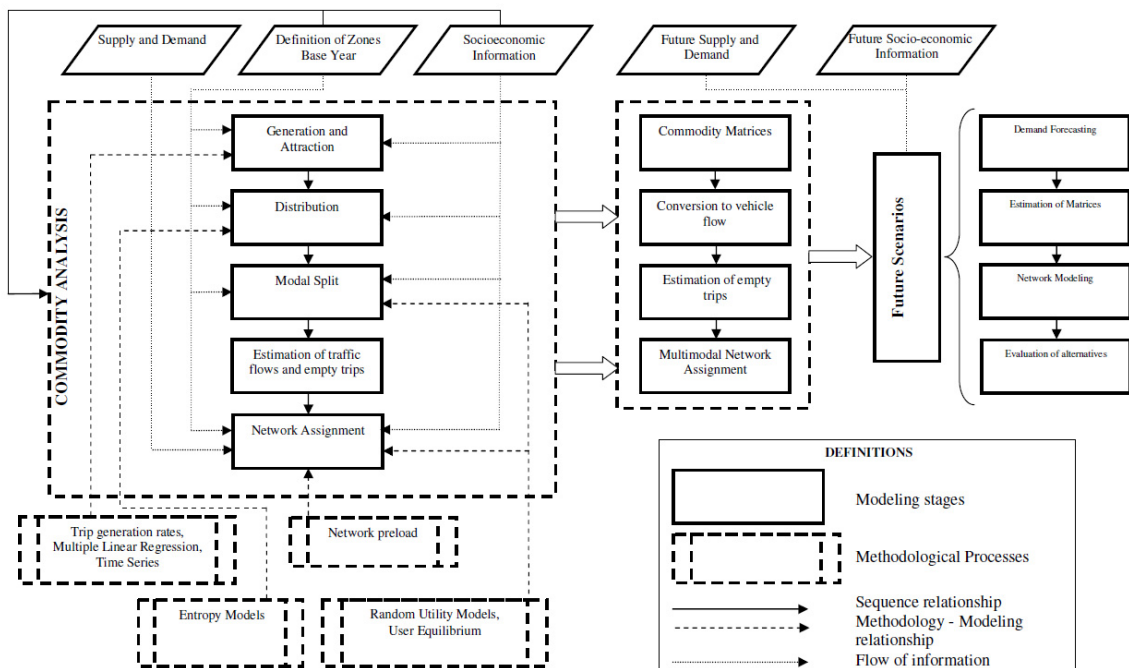 Supply and Demand
Definition of Zones
Base Year
Socioeconomic
Information
Future Supply and
Demand
Future Socio-economic
Information
COMMODITY ANALYSIS
Generation and
Attraction
Distribution
Modal Split
Estimation of traffic
flows and empty trips
Network Assignment
Commodity Matrices
Conversion to vehicle
flow
Estimation of empty
trips
Multimodal Network
Assignment
Future Scenarios
Demand Forecasting
Estimation of Matrices
Network Modeling
Evaluation of alternatives
Trip generation rates,
Multiple Linear Regression,
Time Series
Network preload
Entropy Models
Random Utility Models,
User Equilibrium
DEFINITIONS
Modeling stages
Methodological Processes
Sequence relationship
Methodology - Modeling
relationship
Flow of information